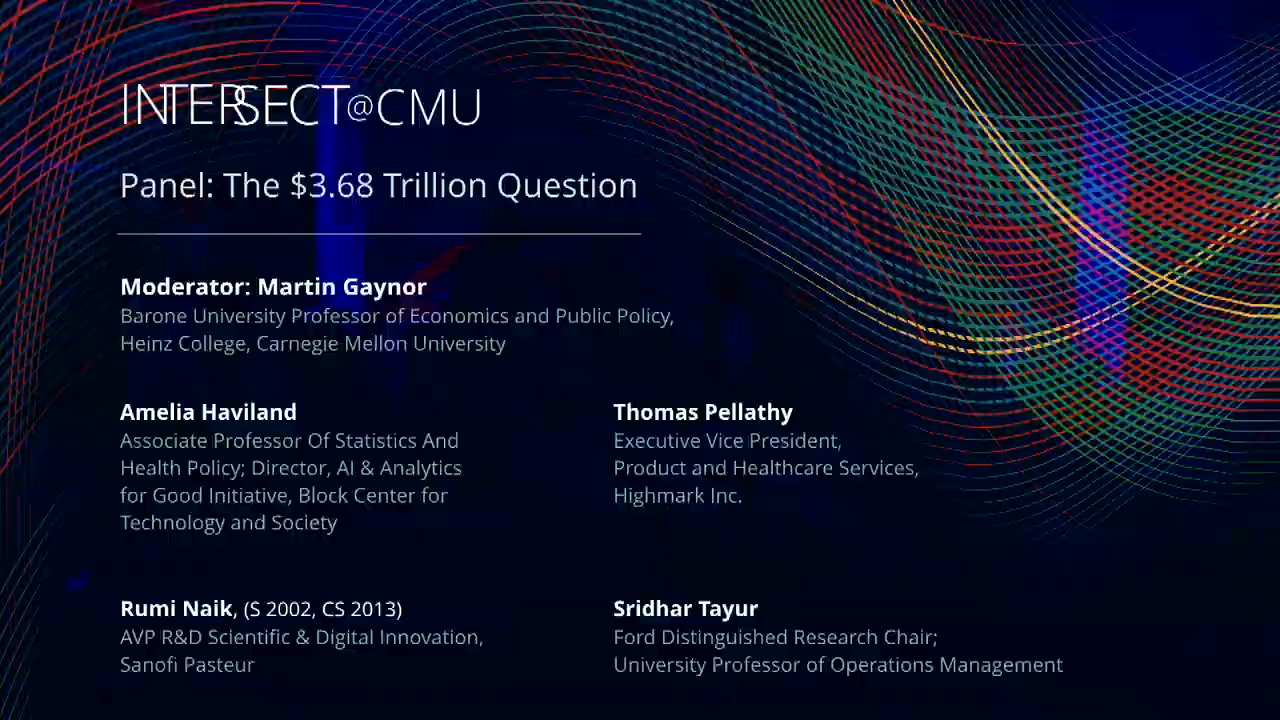 INTERSECT@CMU
Panel: The $3.68 Trillion Question
Moderator: Martin Gaynor
Barone University Professor of Economics and Public Policy,
Heinz College, Carnegie Mellon University
Amelia Haviland
Associate Professor Of Statistics And
Health Policy; Director, AI & Analytics
for Good Initiative, Block Center for
Technology and Society
Thomas Pellathy
Executive Vice President,
Product and Healthcare Services,
Highmark Inc.
Rumi Naik, (S 2002, CS 2013)
AVP R&D Scientific & Digital Innovation,
Sanofi Pasteur
Sridhar Tayur
Ford Distinguished Research Chair;
University Professor of Operations Management